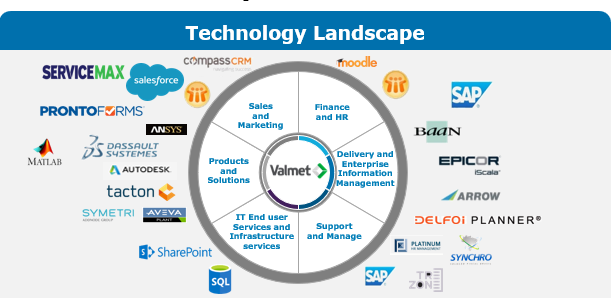 Technology Landscape
SERVICEMAX
salesforce
compassCRM
moodle
SAP
PRONTOFORMS
ANSYS
BaaN
MATLAB
DASSAULT
SYSTEMES
AUTODESK
EPICOR
iScala
tacton
ARROW
SYMETRI
AVEVA
PLANT
DELFOI PLANNER®
SharePoint
PLATINUM
SYNCHRO
SQL
SAP
TRI
ZONE
Sales
and
Marketing
Finance
and HR
Products
and
Solutions
Valmet
Delivery and
Enterprise
Information
Management
IT End user
Services and
Infrastructure
services
Support
and Manage